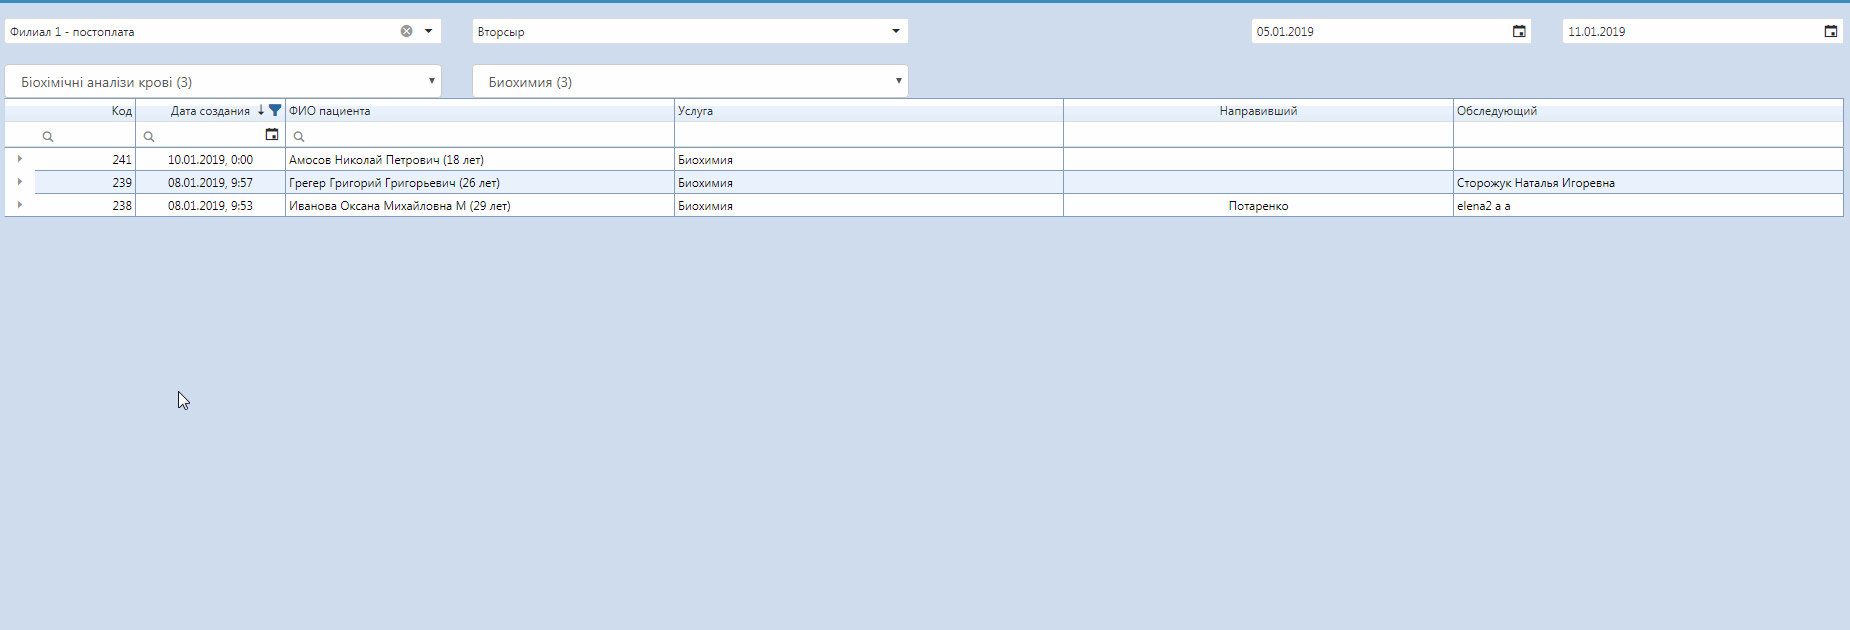 Филиал 1 - постоплата Вторсыр 05.01.2019 11.01.2019
Біохімічні аналізи крові (3) Биохимия (3)
Код Дата создания ФИО пациента Услуга Направивший Обследующий
241 10.01.2019, 0:00 Амосов Николай Петрович (18 лет) Биохимия
239 08.01.2019, 9:57 Грегер Григорий Григорьевич (26 лет) Биохимия Сторожук Наталья Игоревна
238 08.01.2019, 9:53 Иванова Оксана Михайловна М (29 лет) Биохимия Потаренко elena2 a a